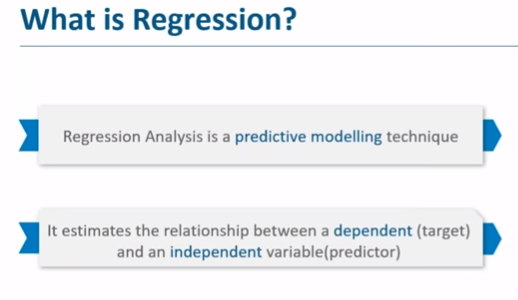 What is Regression?
Regression Analysis is a predictive modelling technique
It estimates the relationship between a dependent (target)
and an independent variable(predictor)